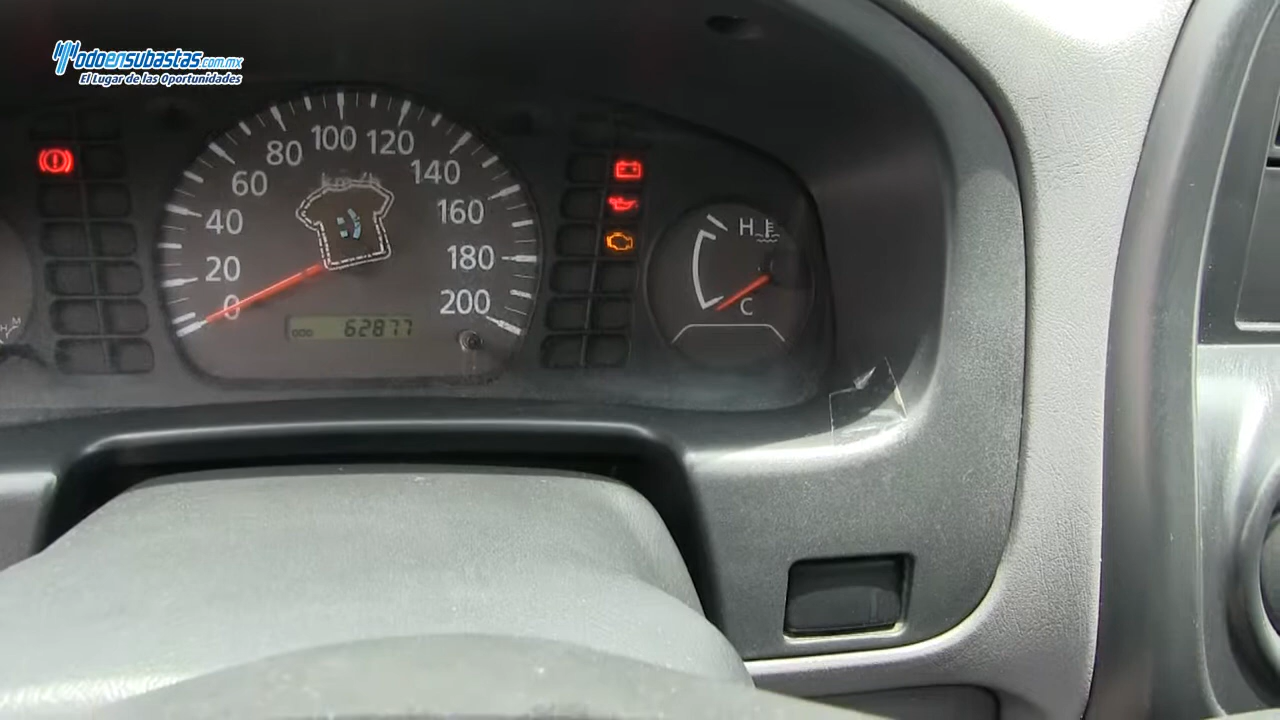 Todoensubastas.com.mx
El Lugar de las Oportunidades
0
20
40
60
80
100
120
140
160
180
200
ODO 62877
H
C